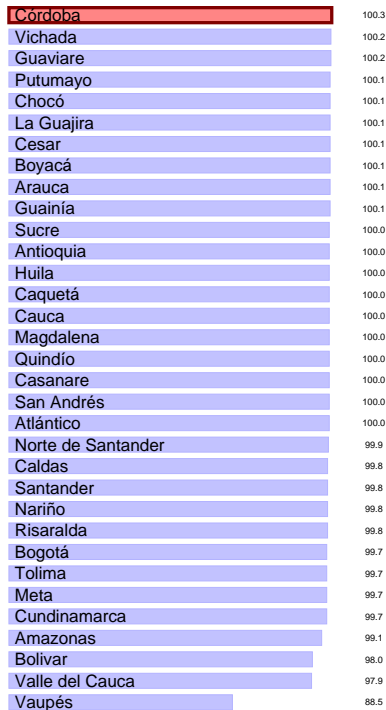 Córdoba 100.3
Vichada 100.2
Guaviare 100.2
Putumayo 100.1
Chocó 100.1
La Guajira 100.1
Cesar 100.1
Boyacá 100.1
Arauca 100.1
Guainía 100.1
Sucre 100.0
Antioquia 100.0
Huila 100.0
Caquetá 100.0
Cauca 100.0
Magdalena 100.0
Quindío 100.0
Casanare 100.0
San Andrés 100.0
Atlántico 100.0
Norte de Santander 99.9
Caldas 99.8
Santander 99.8
Nariño 99.8
Risaralda 99.8
Bogotá 99.7
Tolima 99.7
Meta 99.7
Cundinamarca 99.7
Amazonas 99.1
Bolivar 98.0
Valle del Cauca 97.9
Vaupés 88.5